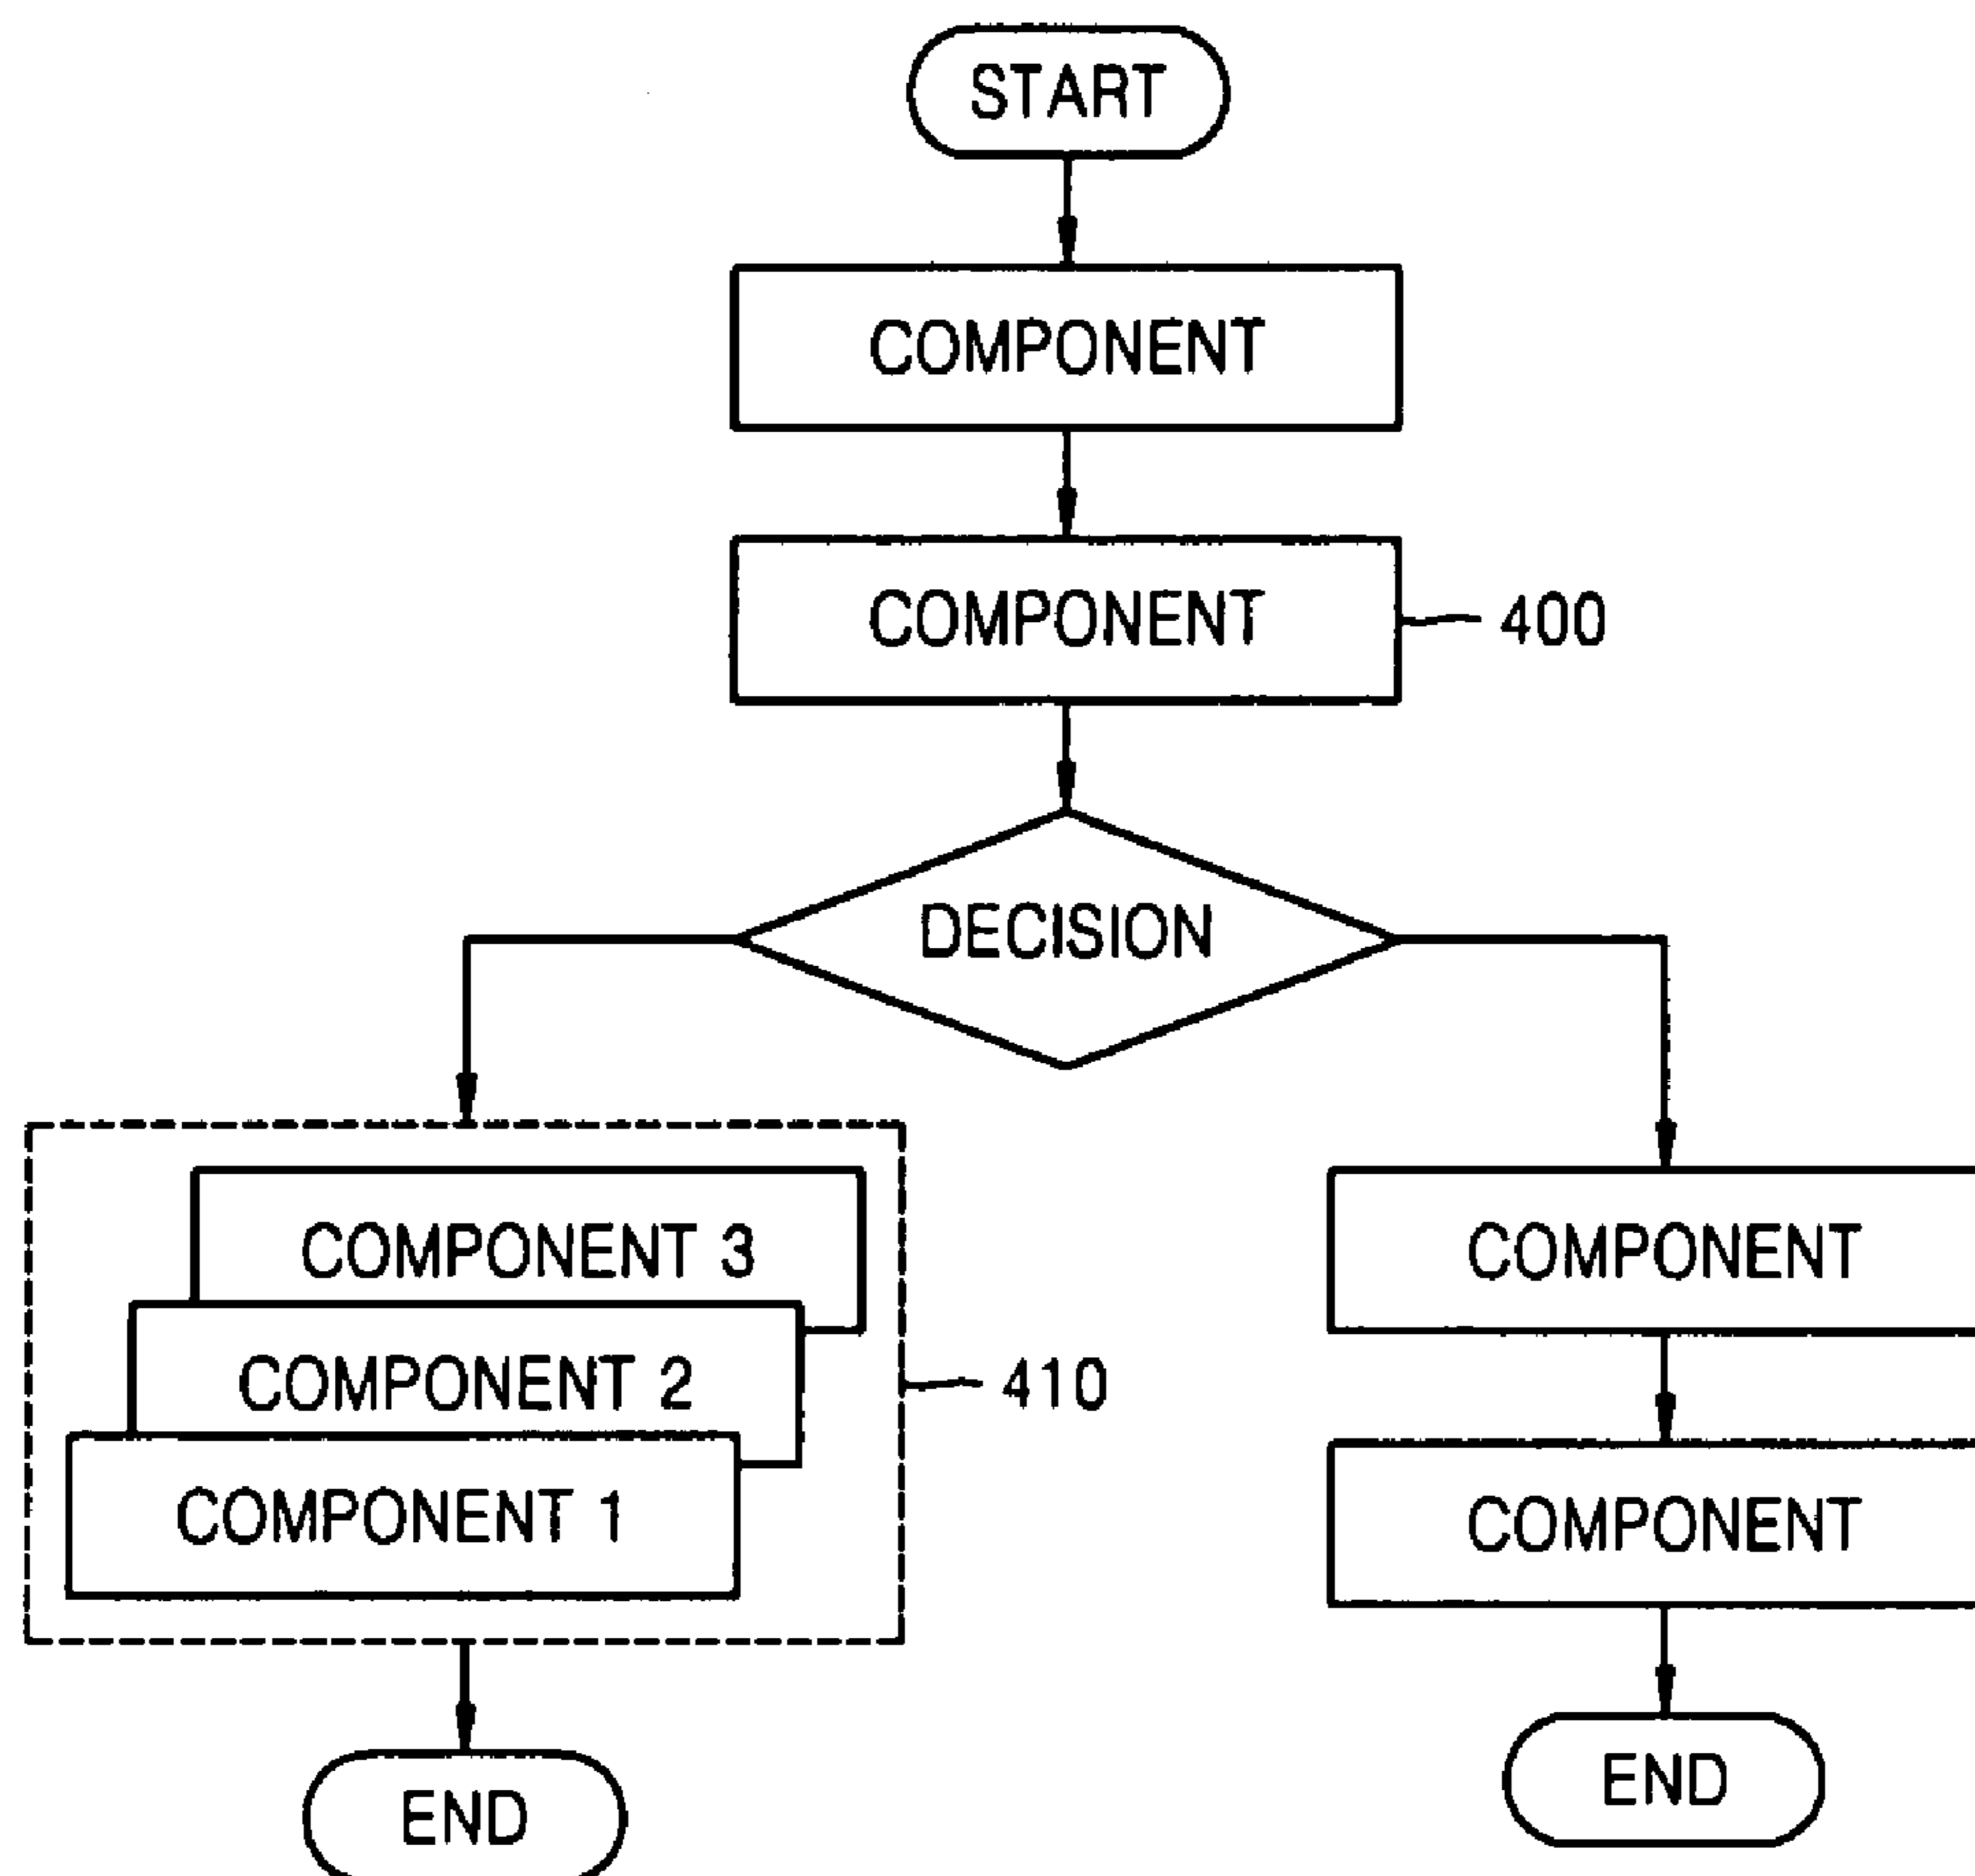 START
COMPONENT
COMPONENT
400
DECISION
COMPONENT 3
COMPONENT 2
410
COMPONENT 1
END
COMPONENT
COMPONENT
END